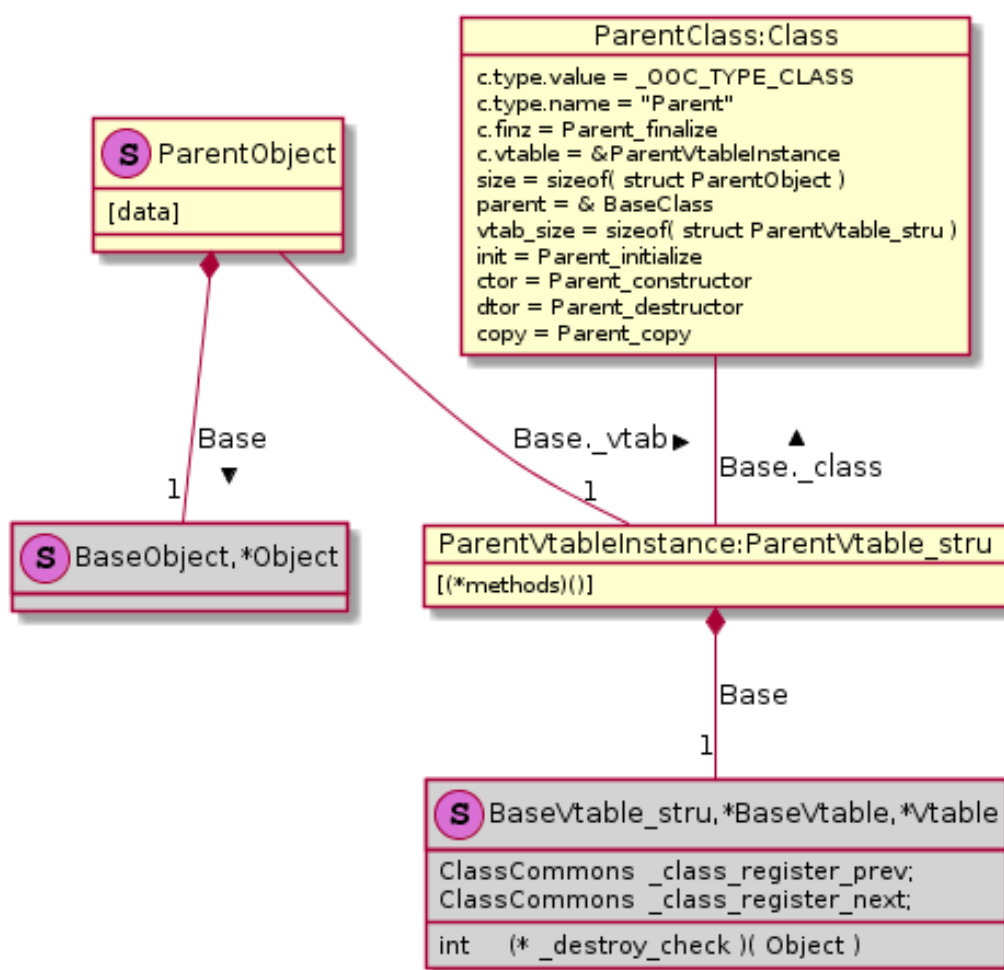 ParentClass:Class
c.type.value = _OOC_TYPE_CLASS
c.type.name = "Parent"
c.finz = Parent_finalize
c.vtable = &ParentVtableInstance
size = sizeof( struct ParentObject )
parent = & BaseClass
vtab_size = sizeof( struct ParentVtable_stru )
init = Parent_initialize
ctor = Parent_constructor
dtor = Parent_destructor
copy = Parent_copy
S ParentObject
[data]
Base
1
Base._vtab
1
Base._class
S BaseObject,*Object
ParentVtableInstance:ParentVtable_stru
[(*methods)()]
Base
1
S BaseVtable_stru,*BaseVtable,*Vtable
ClassCommons _class_register_prev;
ClassCommons _class_register_next;
int (* _destroy_check )( Object )